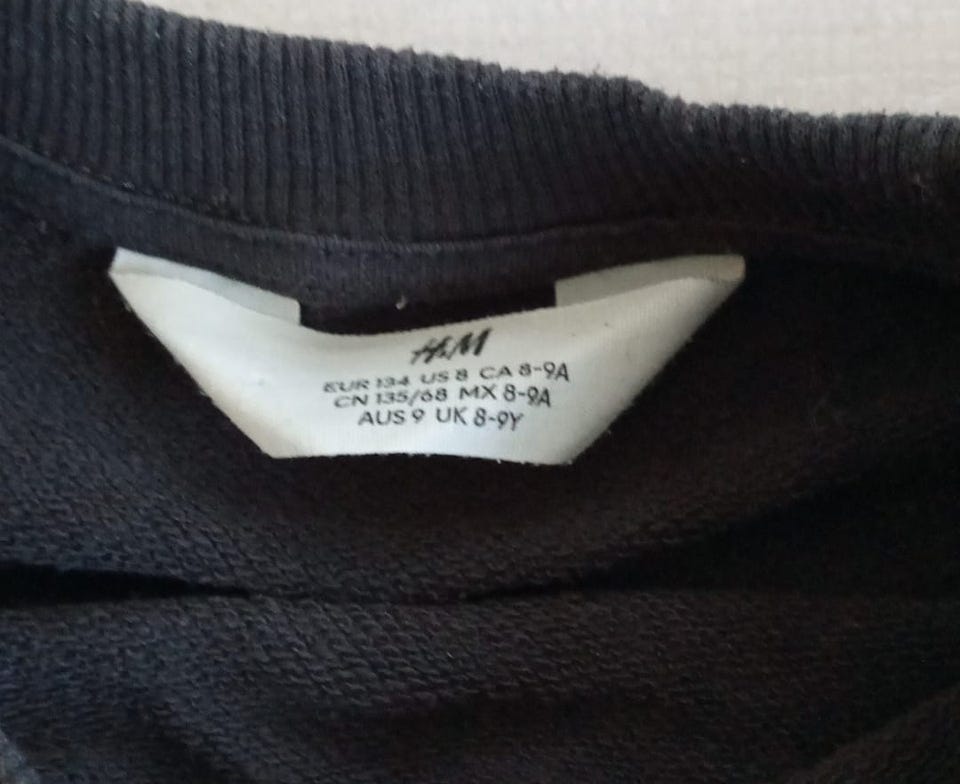 H&M
EUR 134 US 8 CA 8-9A
CN 135/68 MX 8-9A
AUS 9 UK 8-9Y